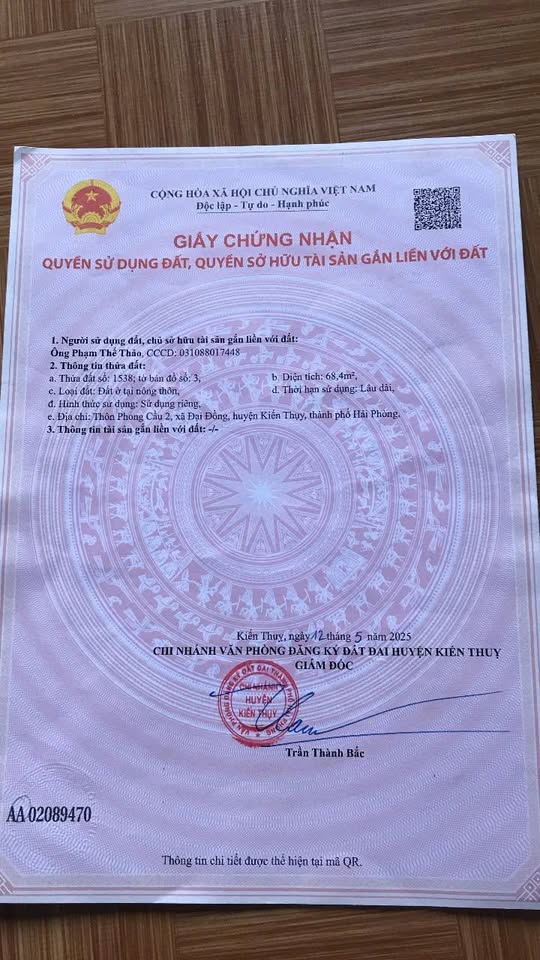 CỘNG HÒA XÃ HỘI CHỦ NGHĨA VIỆT NAM
Độc lập - Tự do - Hạnh phúc
GIẤY CHỨNG NHẬN
QUYỀN SỬ DỤNG ĐẤT, QUYỀN SỞ HỮU TÀI SẢN GẮN LIỀN VỚI ĐẤT
1. Người sử dụng đất, chủ sở hữu tài sản gắn liền với đất:
Ông Phạm Thế Thảo, CCCD: 031088017448
2. Thông tin thửa đất:
a. Thửa đất số: 1538; tờ bản đồ số: 3, b. Diện tích: 68,4m²,
c. Loại đất: Đất ở tại nông thôn, d. Thời hạn sử dụng: Lâu dài,
đ. Hình thức sử dụng: Sử dụng riêng,
e. Địa chỉ: Thôn Phong Cầu 2, xã Đại Đồng, huyện Kiến Thụy, thành phố Hải Phòng.
3. Thông tin tài sản gắn liền với đất: -/-
Kiến Thụy, ngày 12 tháng 5 năm 2025
CHI NHÁNH VĂN PHÒNG ĐĂNG KÝ ĐẤT ĐAI HUYỆN KIẾN THỤY
GIÁM ĐỐC
CHI NHÁNH
HUYỆN
KIẾN THỤY
Trần Thành Bắc
AA 02089470
Thông tin chi tiết được thể hiện tại mã QR.